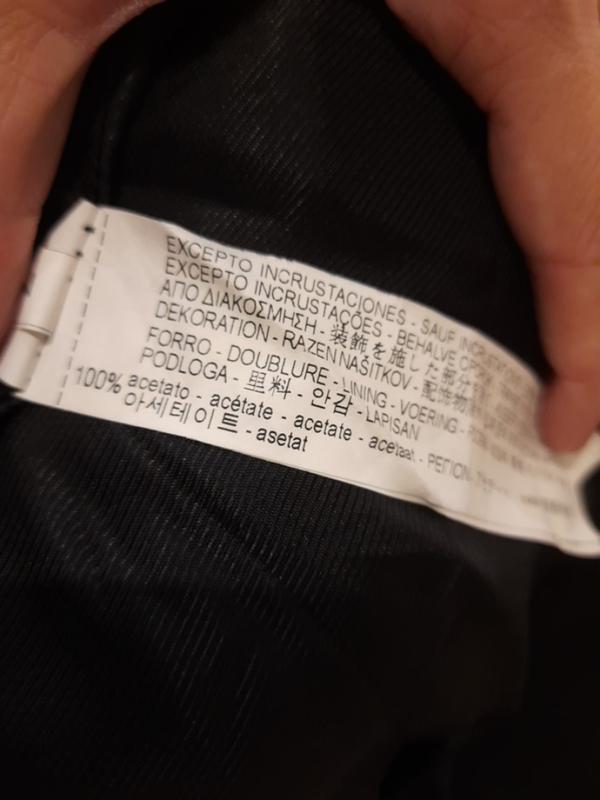 EXCEPTO INCRUSTACIONES - SAUF
EXCEPTO INCRUSTAÇÕES - BEHALVE
ΑΠΟ ΔΙΑΚΟΣΜΗΣΗ - 装飾を施した部分
DEKORATION - RAZEN NAŠITKOV -
FORRO - DOUBLURE - LINING - VOERING -
PODLOGA - 里料 - 안감 - LAPISAN
100% acetato - acétate - acetate - acetaat - ΡΕΓΙΟΝ -
아세테이트 - asetat